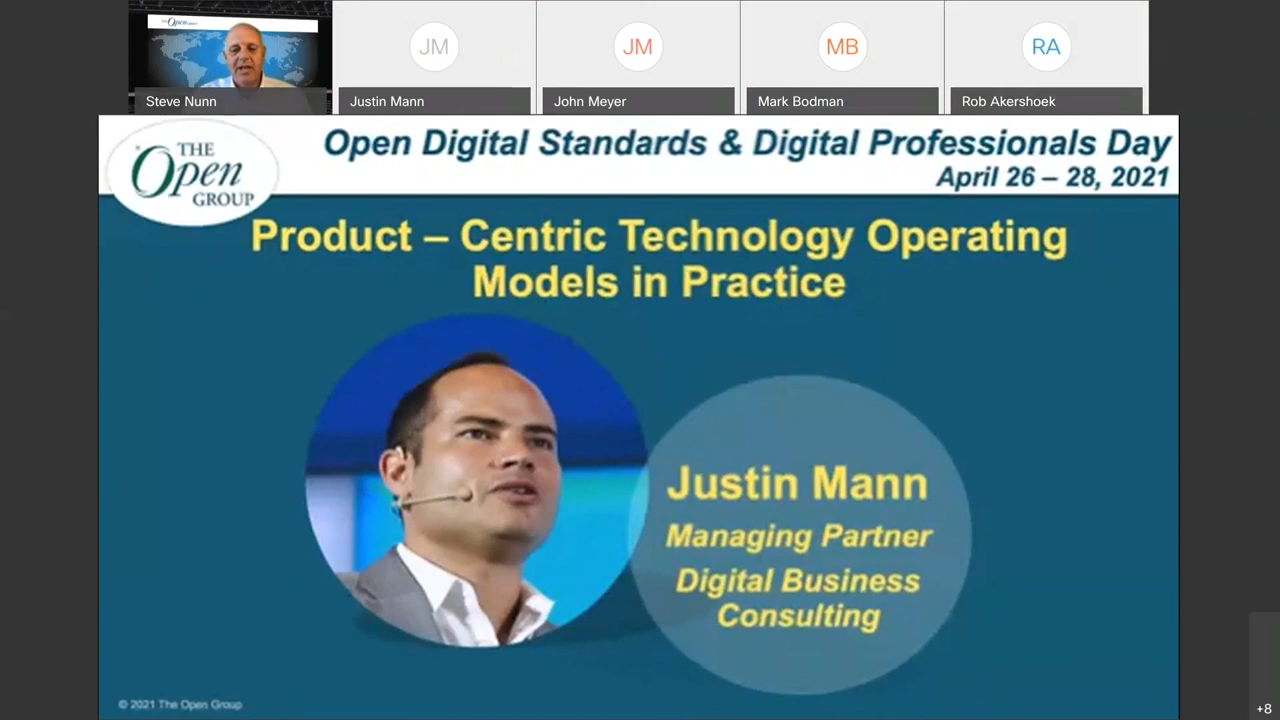 JM
JM
MB
RA
Steve Nunn
Justin Mann
John Meyer
Mark Bodman
Rob Akershoek
THE
Open
GROUP
Open Digital Standards & Digital Professionals Day
April 26 – 28, 2021
Product – Centric Technology Operating
Models in Practice
Justin Mann
Managing Partner
Digital Business
Consulting
© 2021 The Open Group
+8